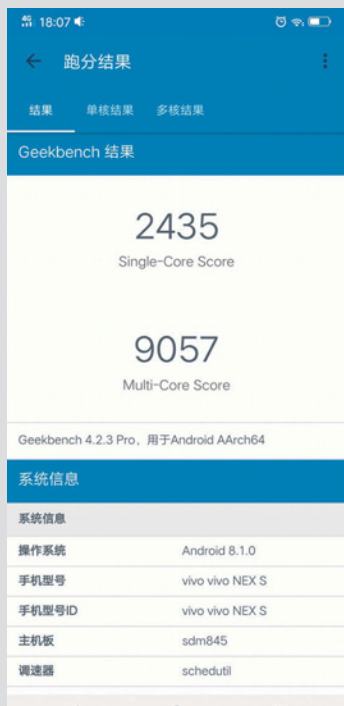 4G 18:07
跑分结果
结果 单核结果 多核结果
Geekbench 结果
2435
Single-Core Score
9057
Multi-Core Score
Geekbench 4.2.3 Pro，用于Android AArch64
系统信息
系统信息
操作系统 Android 8.1.0
手机型号 vivo vivo NEX S
手机型号ID vivo vivo NEX S
主机板 sdm845
调速器 schedutil